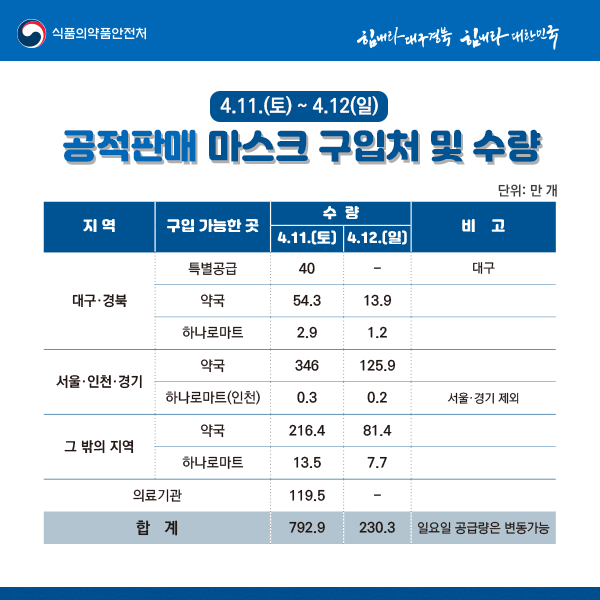 식품의약품안전처
힘내라 대구경북 힘내라 대한민국
4.11.(토) ~ 4.12(일)
공적판매 마스크 구입처 및 수량
단위: 만 개
지 역 구입 가능한 곳 수 량 비 고
4.11.(토) 4.12.(일)
대구·경북 특별공급 40 - 대구
약국 54.3 13.9
하나로마트 2.9 1.2
서울·인천·경기 약국 346 125.9
하나로마트(인천) 0.3 0.2 서울·경기 제외
그 밖의 지역 약국 216.4 81.4
하나로마트 13.5 7.7
의료기관 119.5 -
합 계 792.9 230.3 일요일 공급량은 변동가능